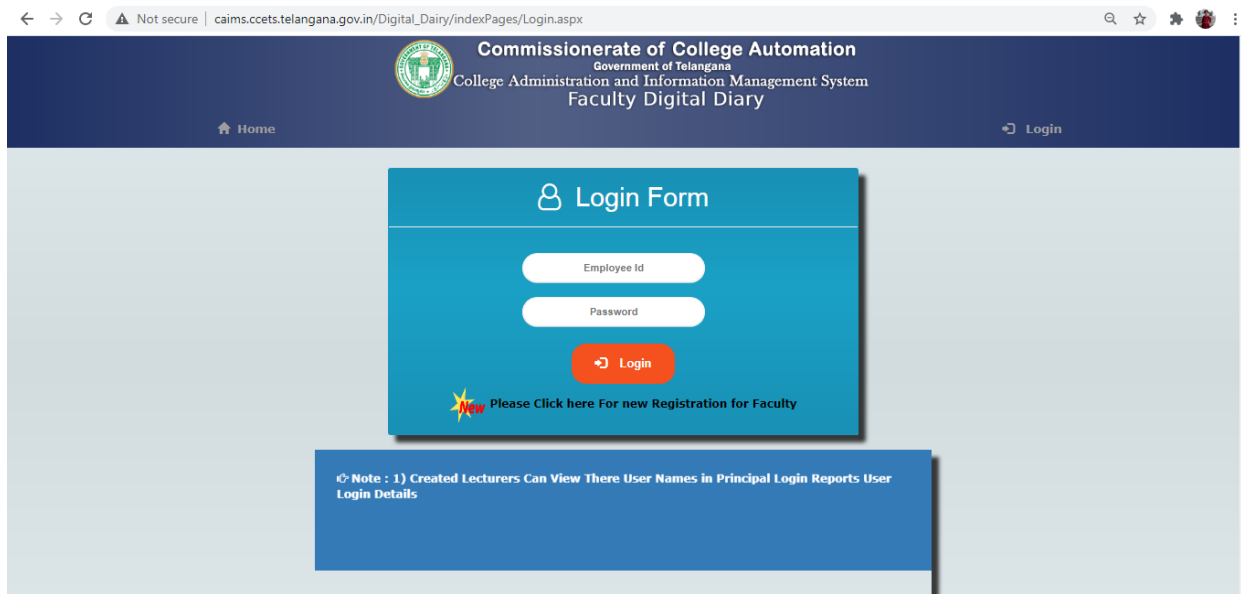 Not secure caims.ccets.telangana.gov.in/Digital_Dairy/indexPages/Login.aspx
Commissionerate of College Automation
Government of Telangana
College Administration and Information Management System
Faculty Digital Diary
Home
Login
Login Form
Employee Id
Password
Login
New Please Click here For new Registration for Faculty
Note : 1) Created Lecturers Can View There User Names in Principal Login Reports User
Login Details